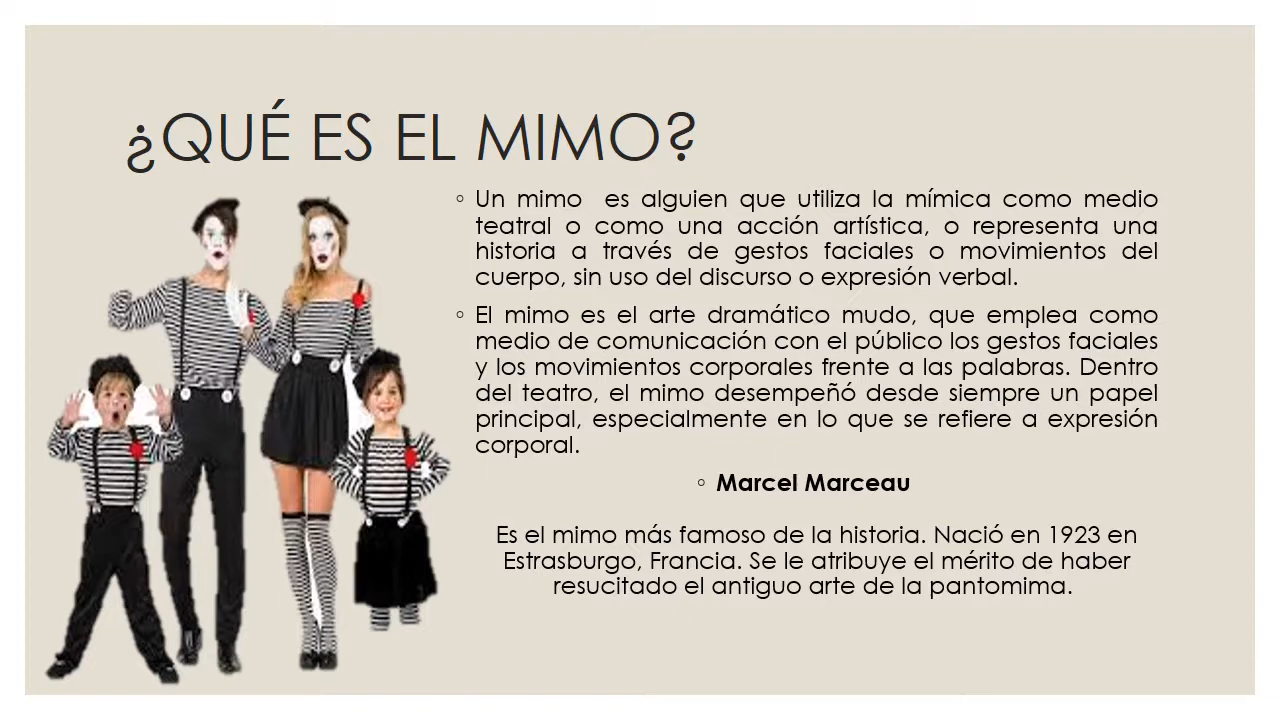 ¿QUÉ ES EL MIMO?
◦ Un mimo es alguien que utiliza la mímica como medio
teatral o como una acción artística, o representa una
historia a través de gestos faciales o movimientos del
cuerpo, sin uso del discurso o expresión verbal.
◦ El mimo es el arte dramático mudo, que emplea como
medio de comunicación con el público los gestos faciales
y los movimientos corporales frente a las palabras. Dentro
del teatro, el mimo desempeñó desde siempre un papel
principal, especialmente en lo que se refiere a expresión
corporal.
◦ Marcel Marceau
Es el mimo más famoso de la historia. Nació en 1923 en
Estrasburgo, Francia. Se le atribuye el mérito de haber
resucitado el antiguo arte de la pantomima.